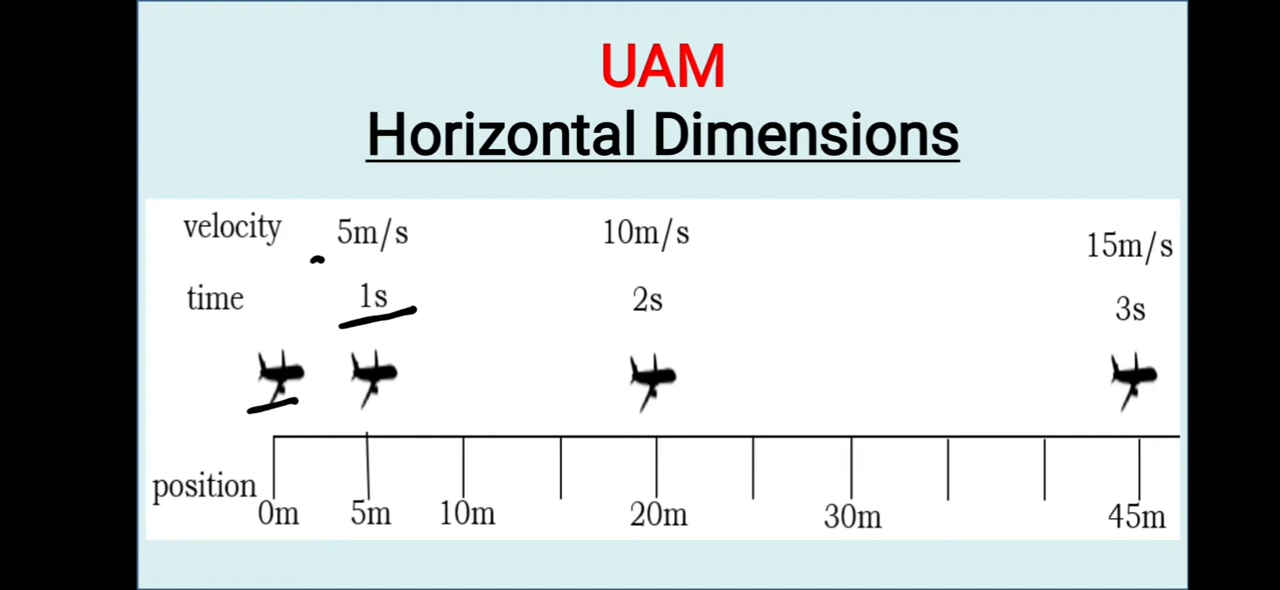 UAM
Horizontal Dimensions
velocity 5m/s 10m/s 15m/s
time 1s 2s 3s
position 0m 5m 10m 20m 30m 45m